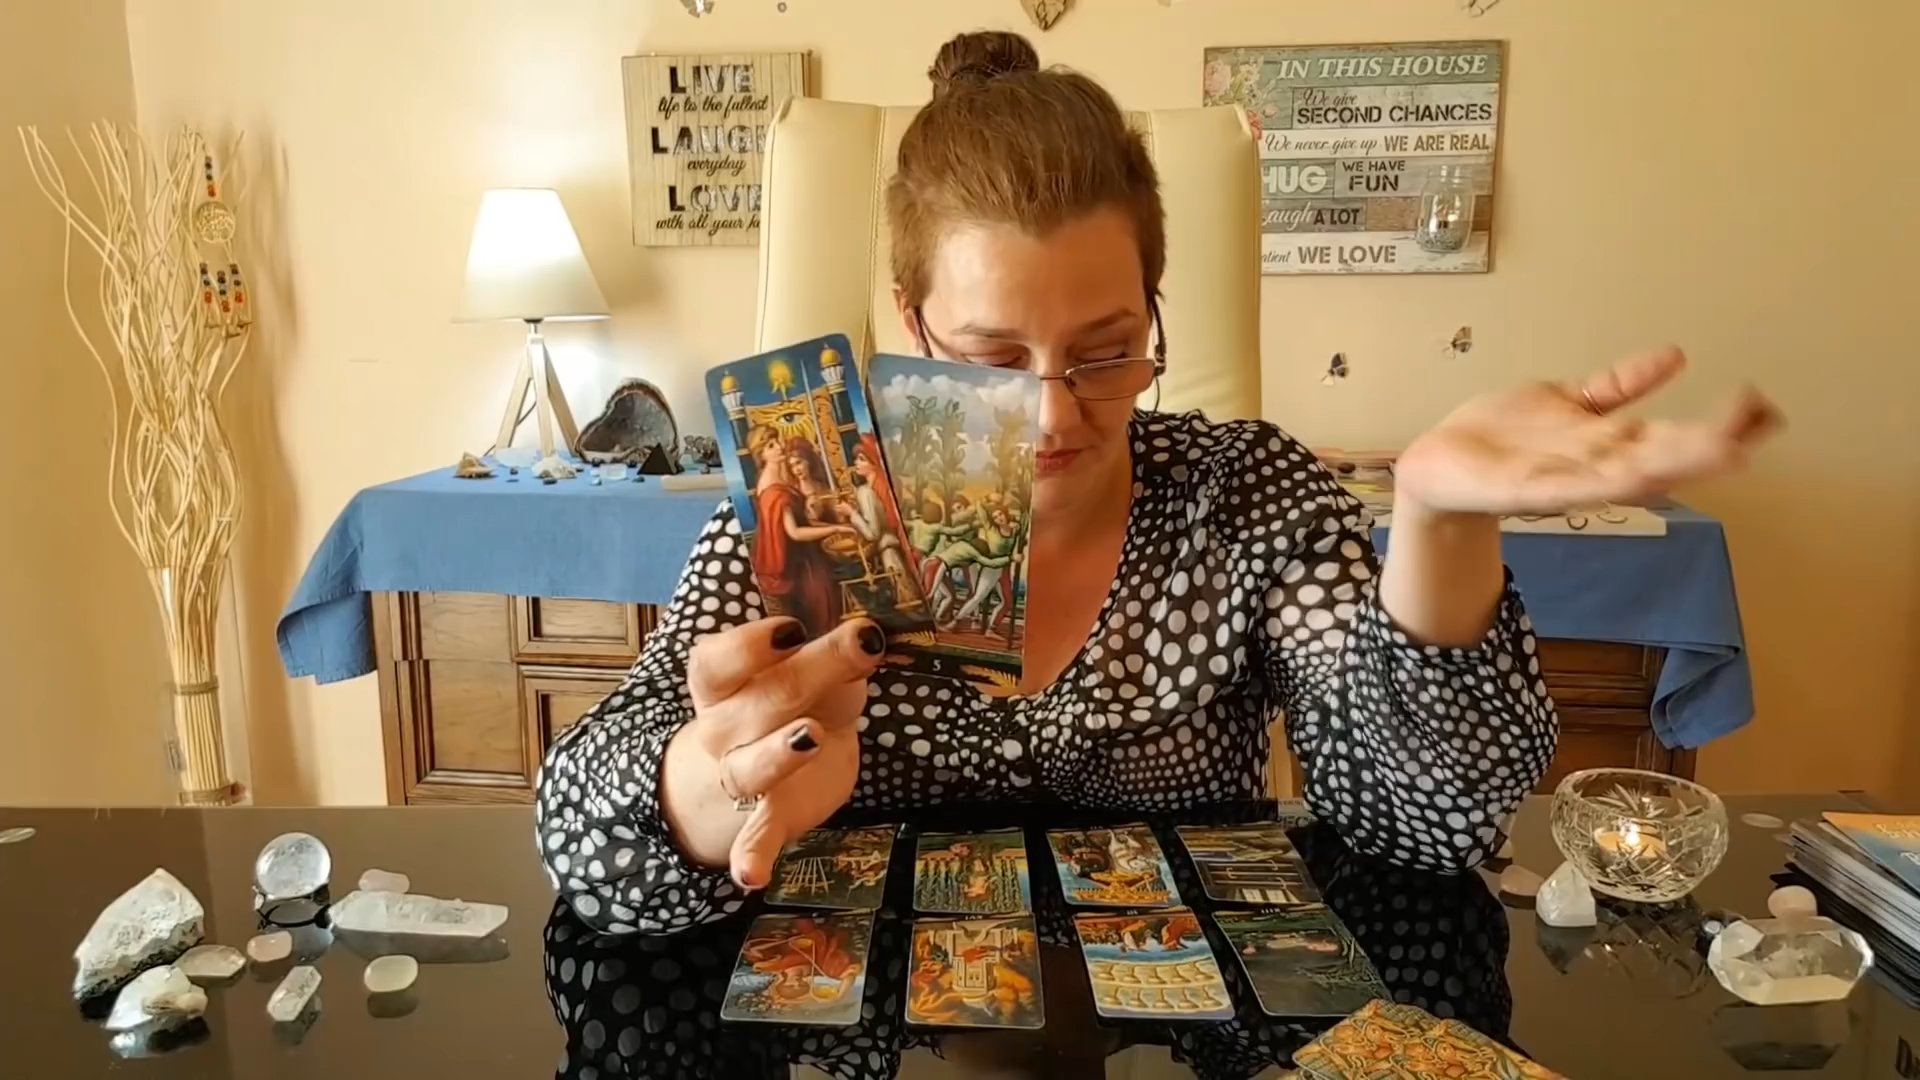 LIVE
life to the fullest
LAUGH
everyday
LOVE
with all your
IN THIS HOUSE
We give
SECOND CHANCES
We never give up WE ARE REAL
HUG WE HAVE
FUN
Laugh A LOT
WE LOVE
5